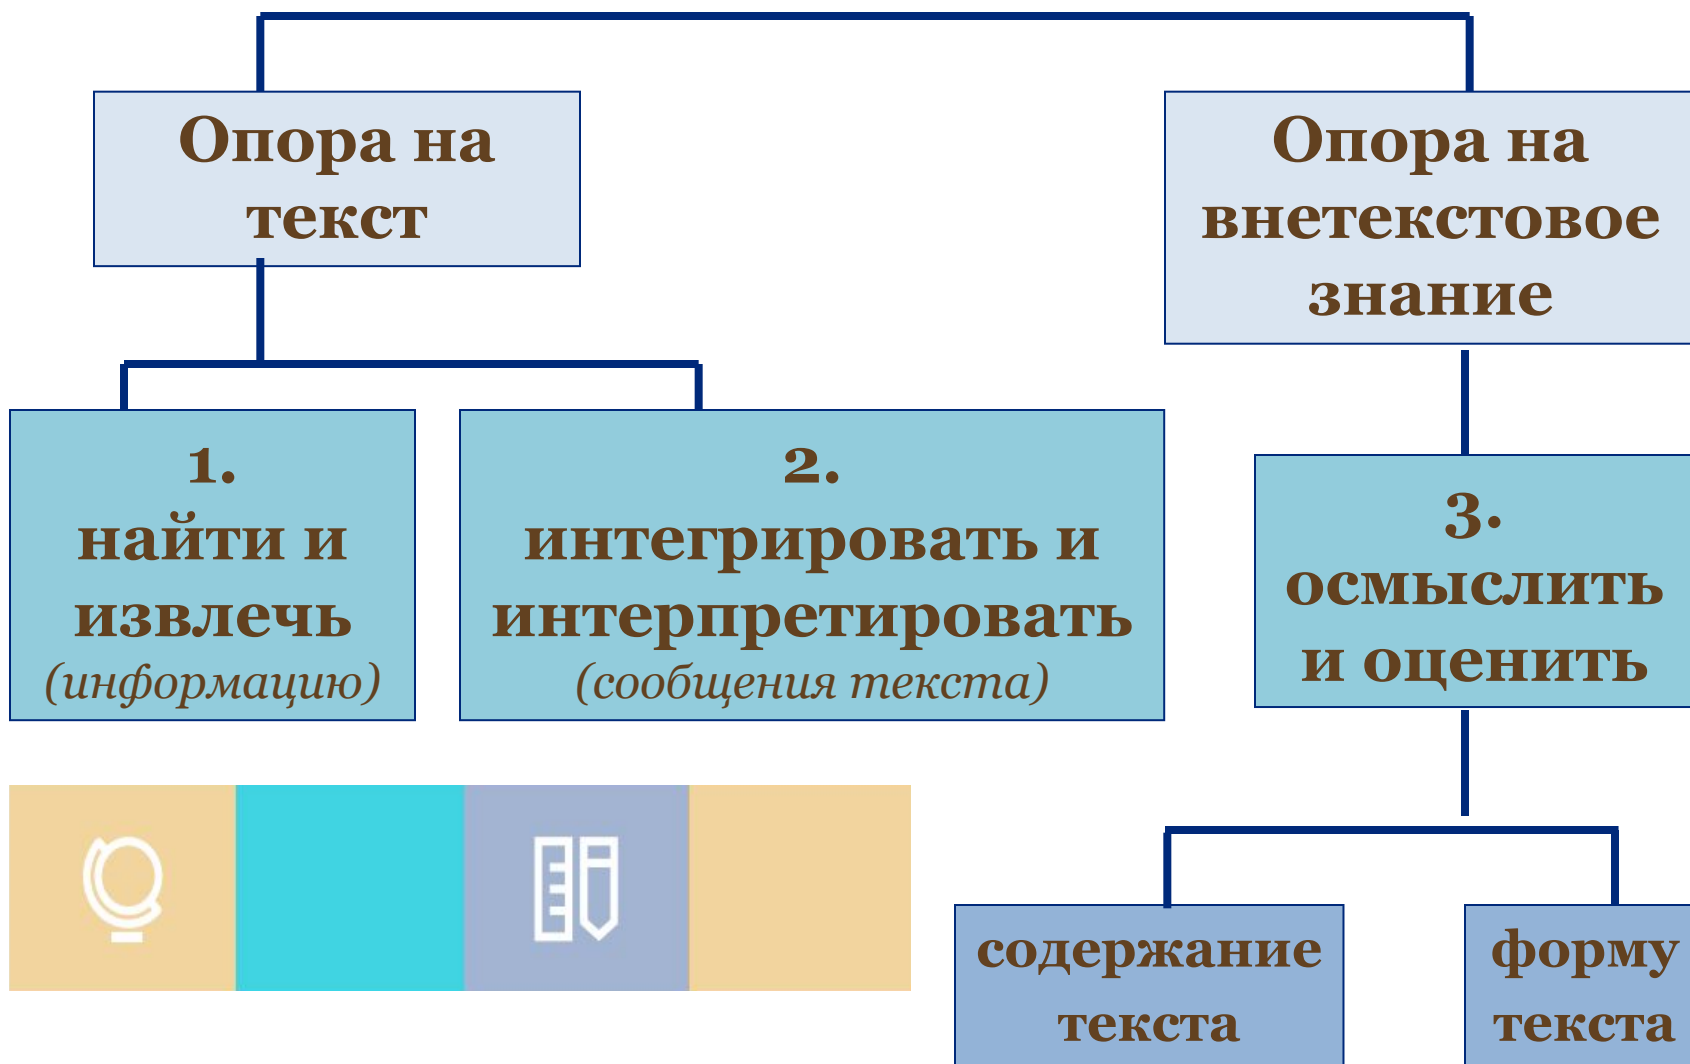 Опора на
текст
Опора на
внетекстовое
знание
1.
найти и
извлечь
(информацию)
2.
интегрировать и
интерпретировать
(сообщения текста)
3.
осмыслить
и оценить
содержание
текста
форму
текста